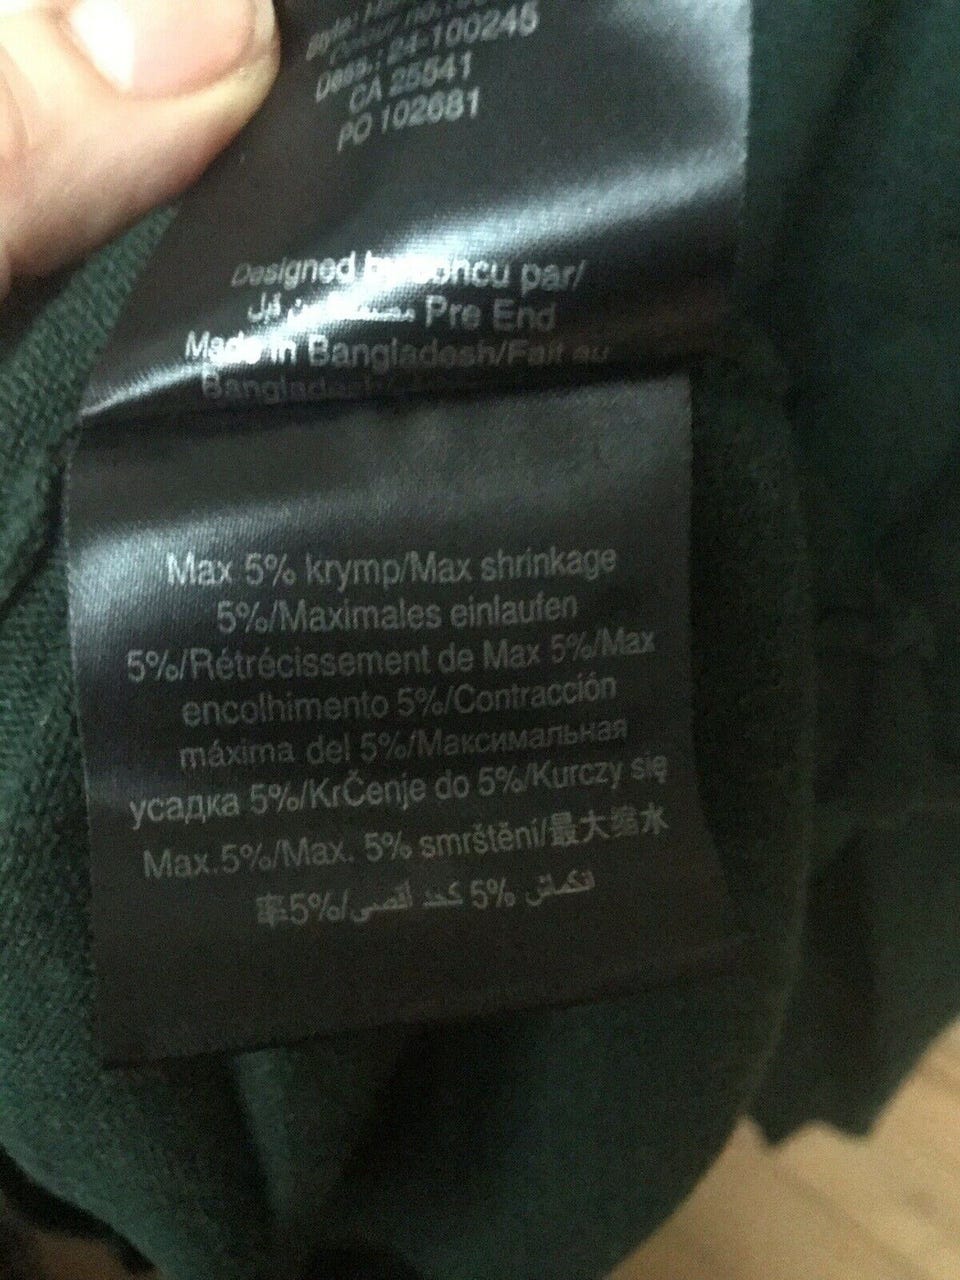 24-100245
CA 25541
PO 102681
Designed par/
Pre End
Made in Bangladesh/Fait au
Bangladesh/
Max 5% krymp/Max shrinkage
5%/Maximales einlaufen
5%/Rétrécissement de Max 5%/Max
encolhimento 5%/Contracción
máxima del 5%/Максимальная
усадка 5%/KrČenje do 5%/Kurczy się
Max.5%/Max. 5% smrštění/最大缩水
率5%/انكماش 5% كحد أقصى